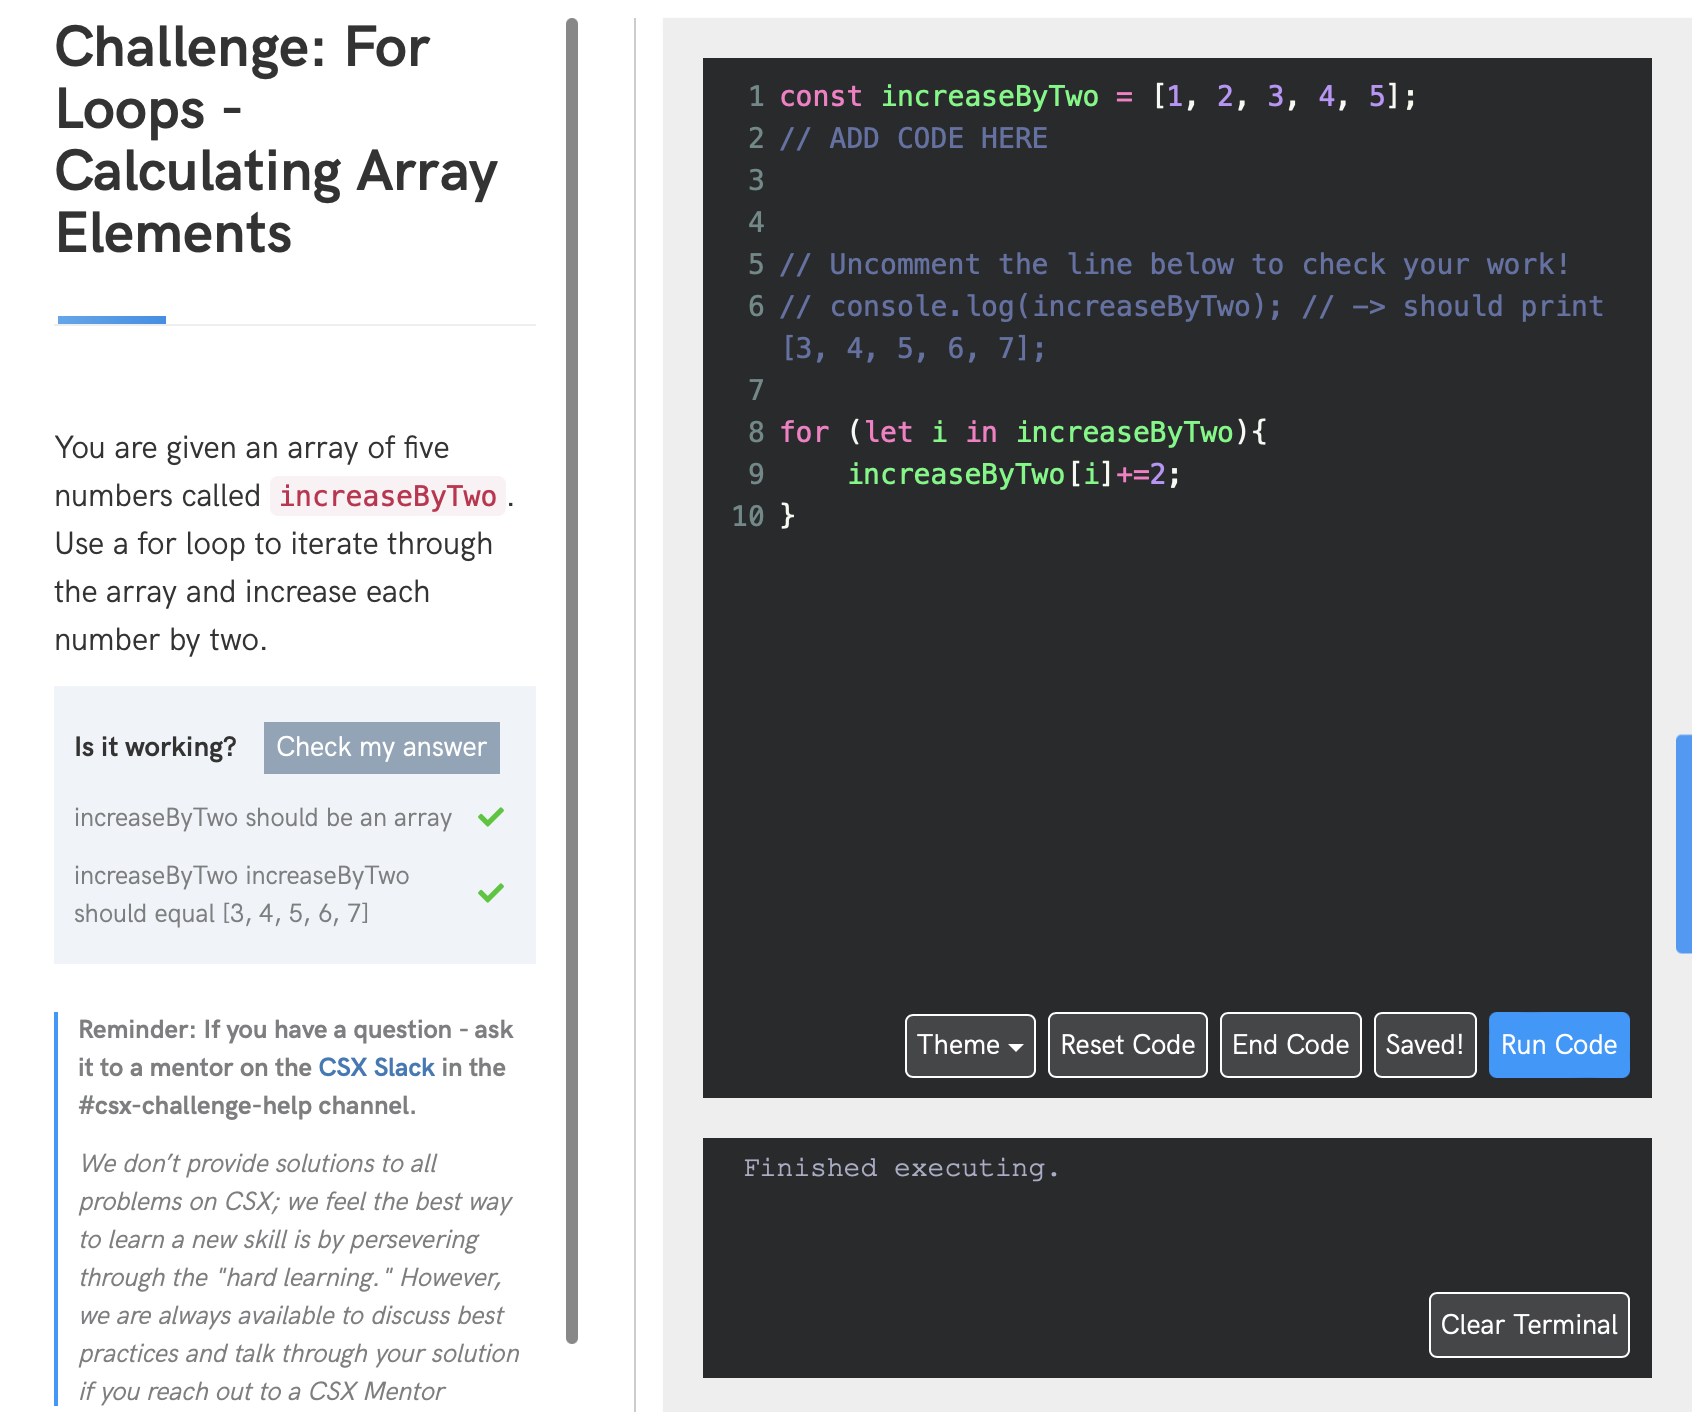 Challenge: For
Loops -
Calculating Array
Elements
You are given an array of five
numbers called increaseByTwo.
Use a for loop to iterate through
the array and increase each
number by two.
Is it working? Check my answer
increaseByTwo should be an array
increaseByTwo increaseByTwo
should equal [3, 4, 5, 6, 7]
Reminder: If you have a question - ask
it to a mentor on the CSX Slack in the
#csx-challenge-help channel.
We don’t provide solutions to all
problems on CSX; we feel the best way
to learn a new skill is by persevering
through the "hard learning." However,
we are always available to discuss best
practices and talk through your solution
if you reach out to a CSX Mentor
1 const increaseByTwo = [1, 2, 3, 4, 5];
2 // ADD CODE HERE
3
4
5 // Uncomment the line below to check your work!
6 // console.log(increaseByTwo); // -> should print
[3, 4, 5, 6, 7];
7
8 for (let i in increaseByTwo){
9     increaseByTwo[i]+=2;
10 }
Theme Reset Code End Code Saved! Run Code
Finished executing.
Clear Terminal